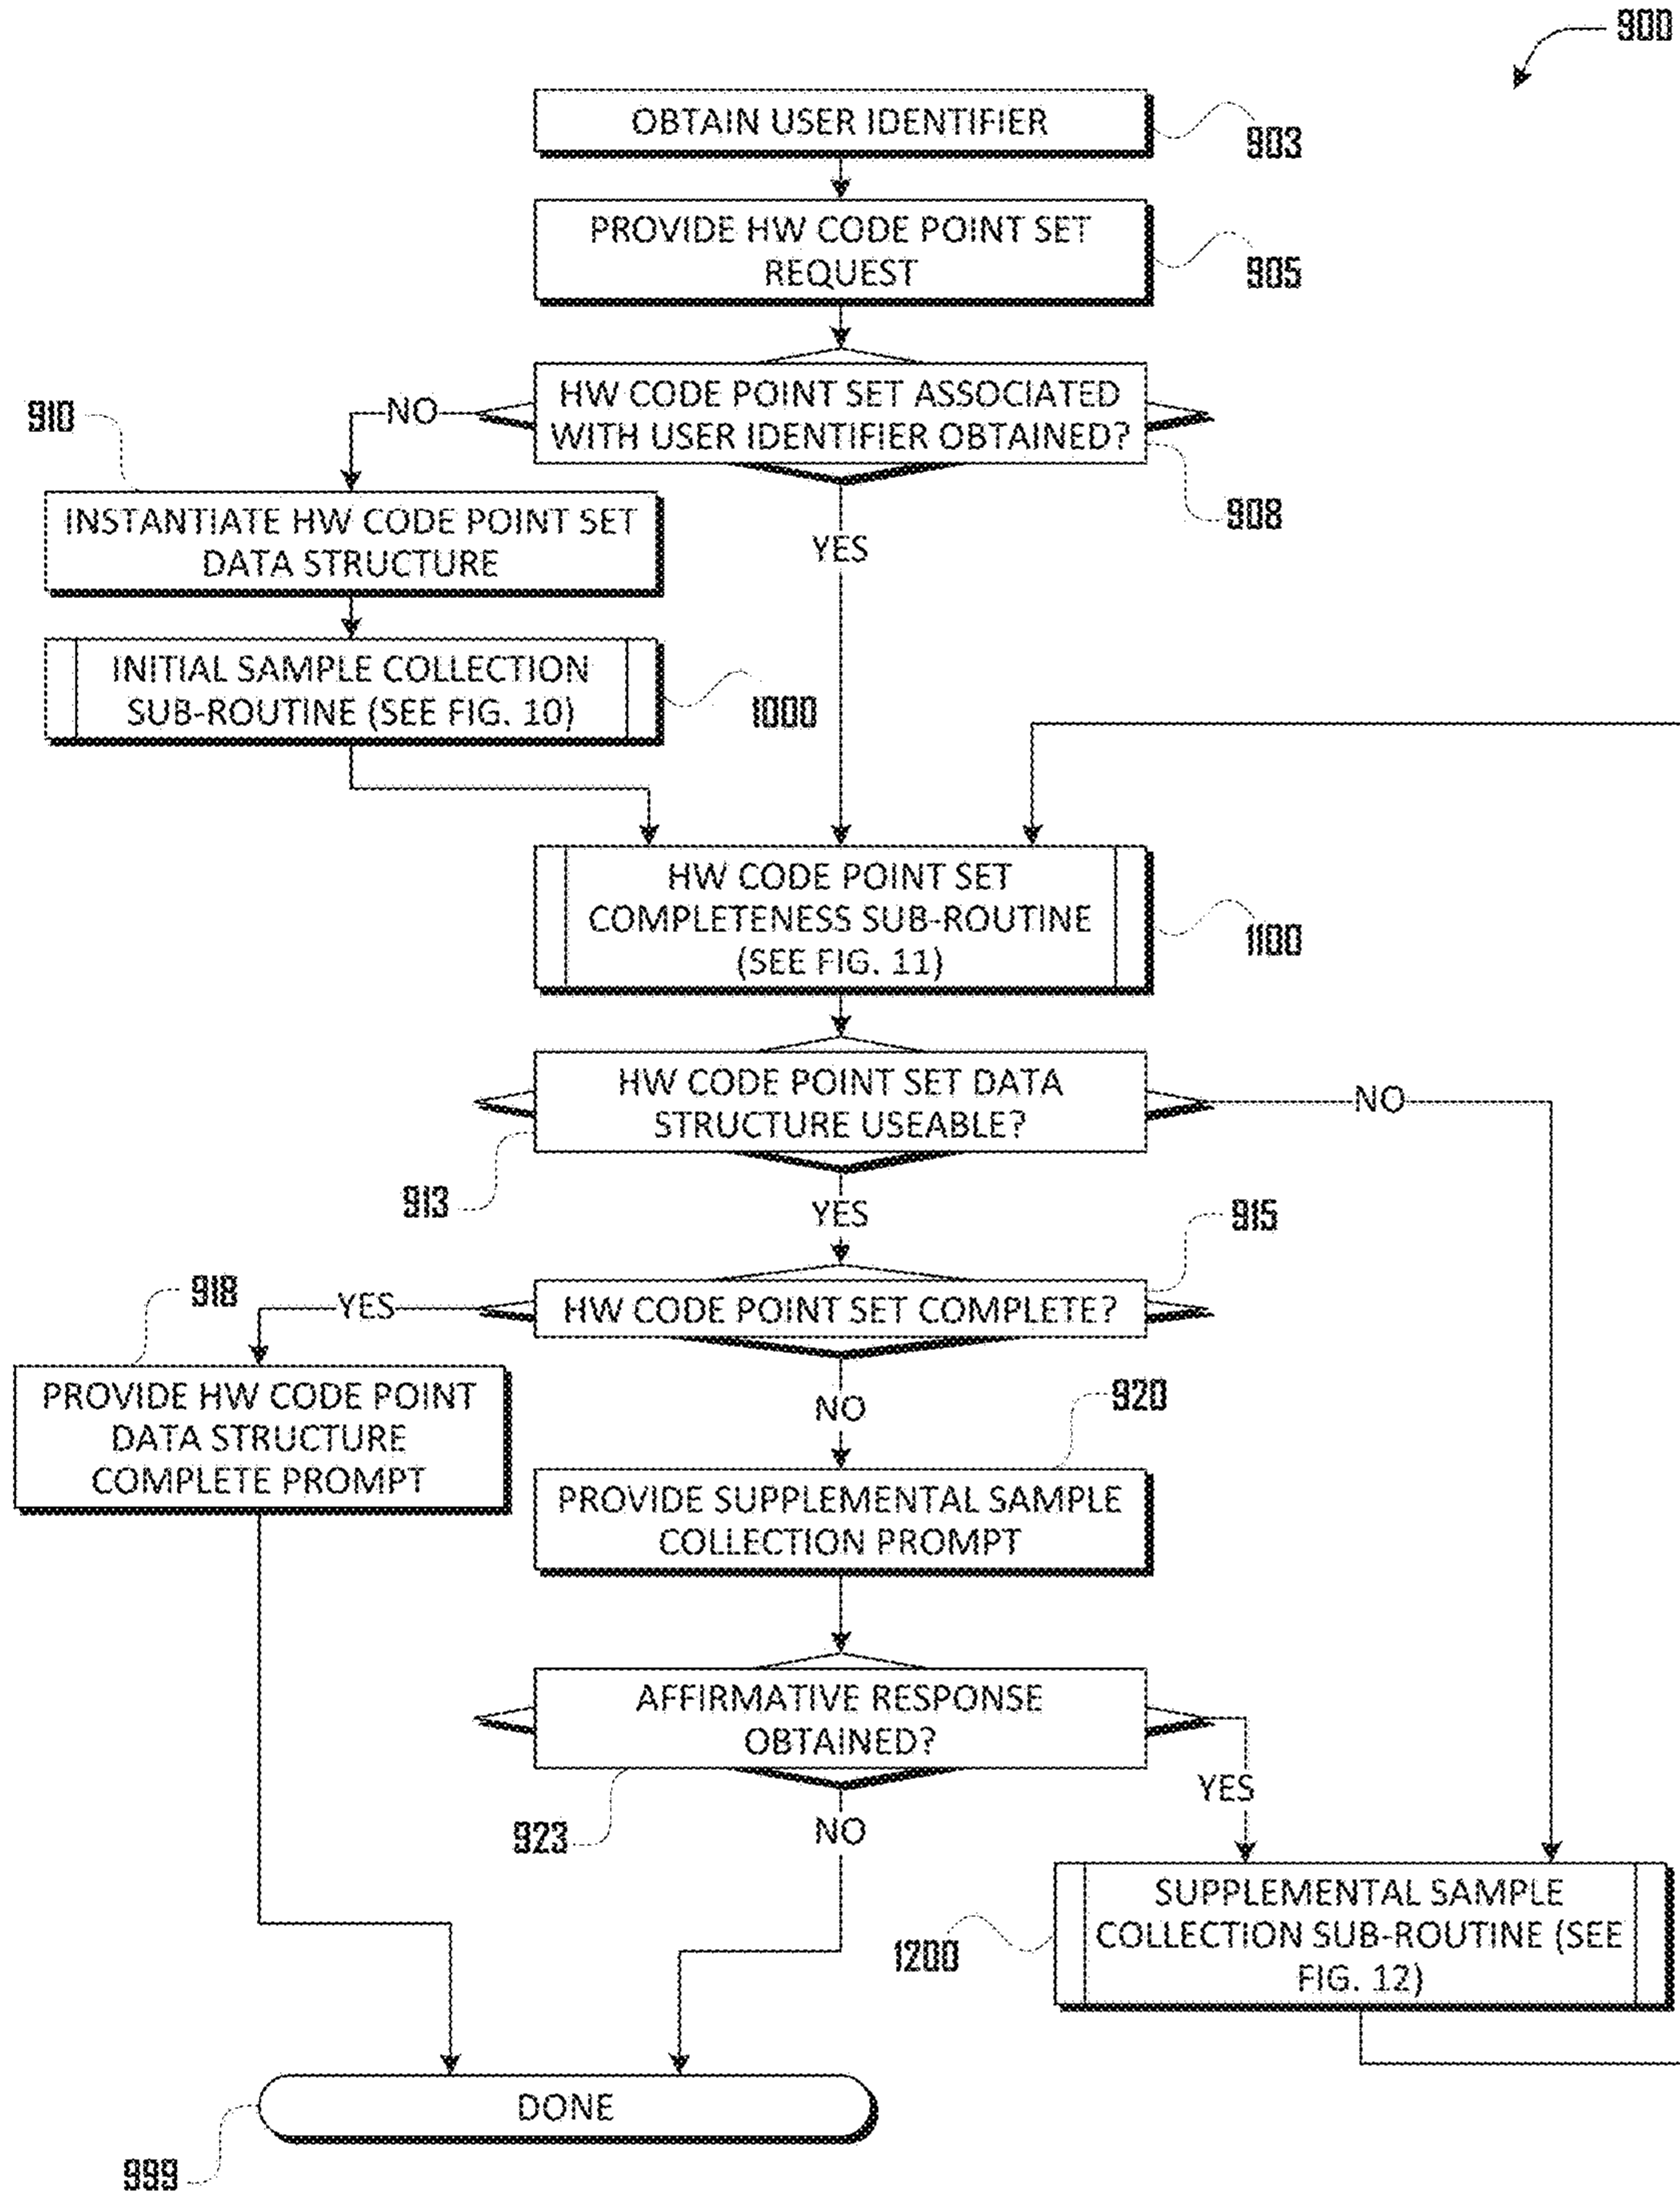 900
OBTAIN USER IDENTIFIER
903
PROVIDE HW CODE POINT SET
REQUEST
905
HW CODE POINT SET ASSOCIATED
WITH USER IDENTIFIER OBTAINED?
NO
910
908
INSTANTIATE HW CODE POINT SET
DATA STRUCTURE
YES
INITIAL SAMPLE COLLECTION
SUB-ROUTINE (SEE FIG. 10)
1000
HW CODE POINT SET
COMPLETENESS SUB-ROUTINE
(SEE FIG. 11)
1100
HW CODE POINT SET DATA
STRUCTURE USEABLE?
NO
913
YES
915
918
YES
HW CODE POINT SET COMPLETE?
PROVIDE HW CODE POINT
DATA STRUCTURE
COMPLETE PROMPT
NO
920
PROVIDE SUPPLEMENTAL SAMPLE
COLLECTION PROMPT
AFFIRMATIVE RESPONSE
OBTAINED?
YES
923
NO
SUPPLEMENTAL SAMPLE
COLLECTION SUB-ROUTINE (SEE
FIG. 12)
1200
DONE
999